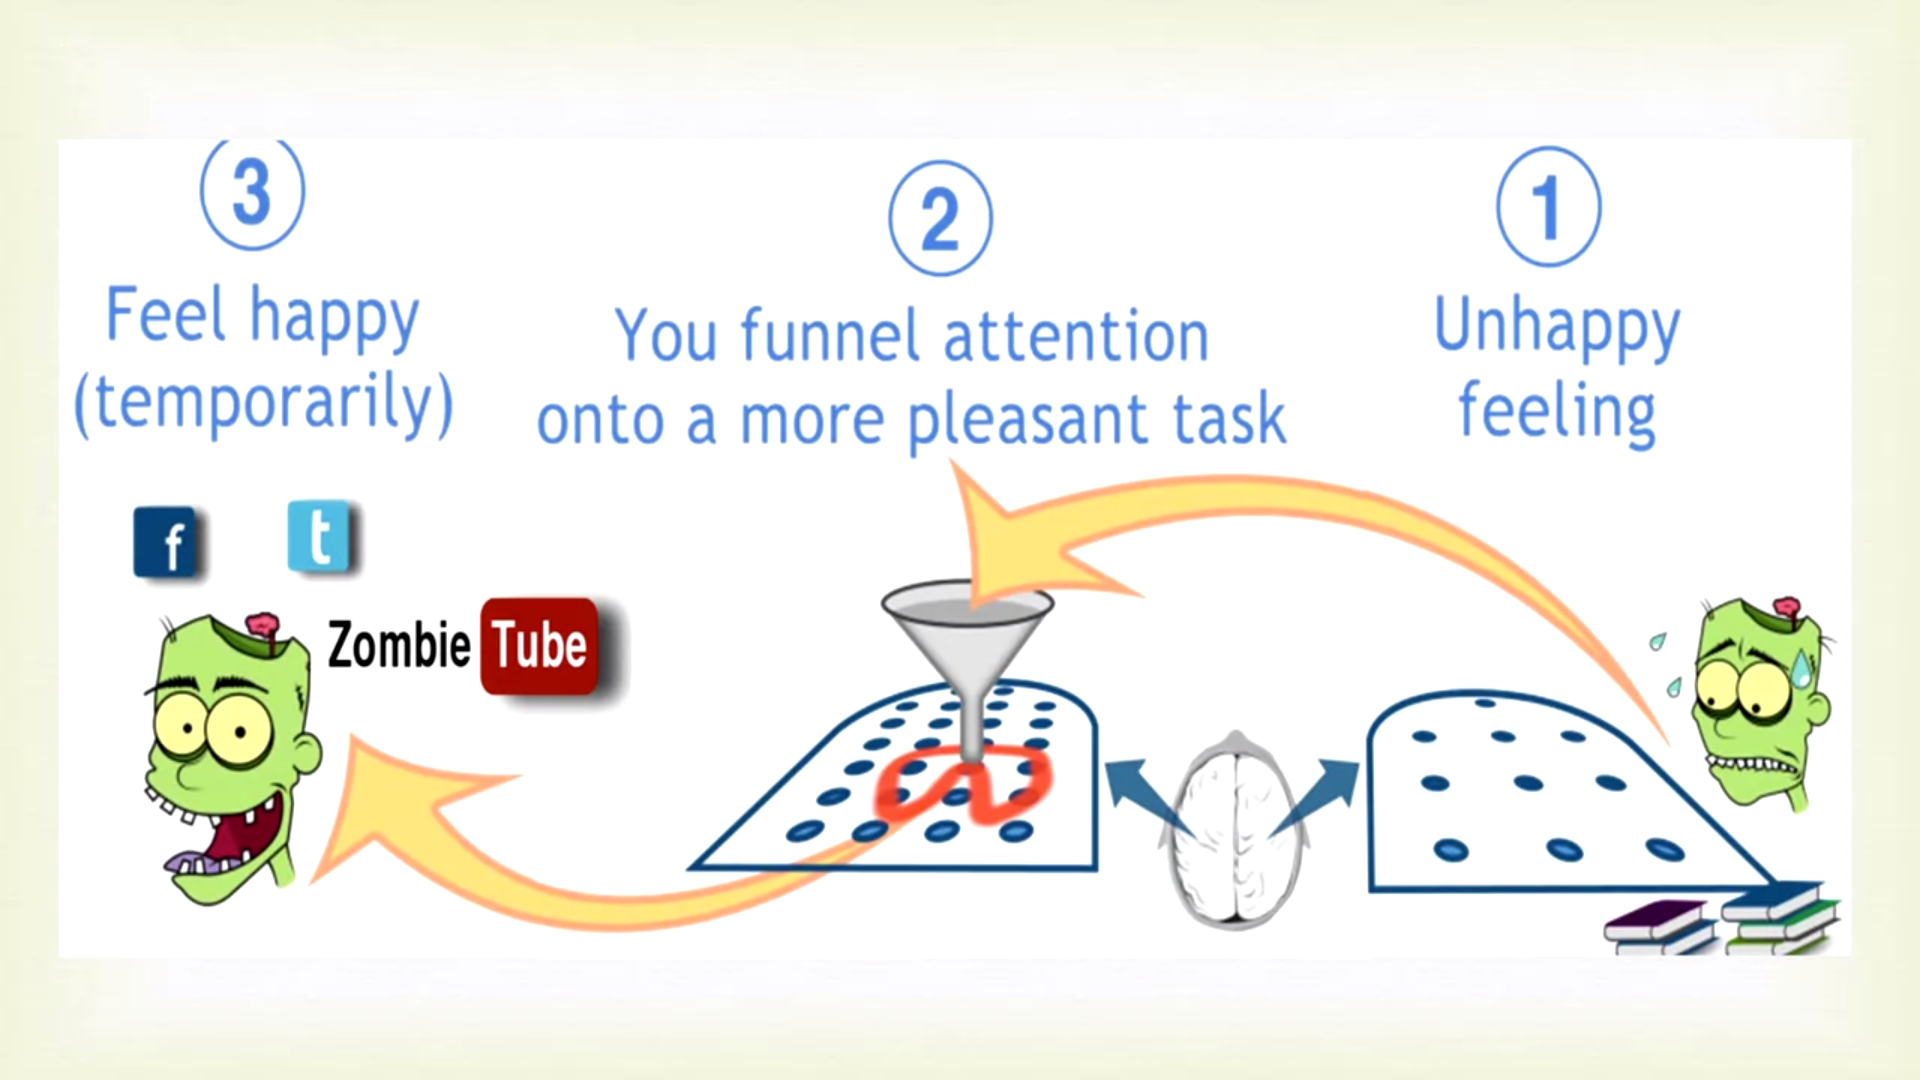 3
Feel happy
(temporarily)
2
You funnel attention
onto a more pleasant task
1
Unhappy
feeling
f
t
Zombie Tube